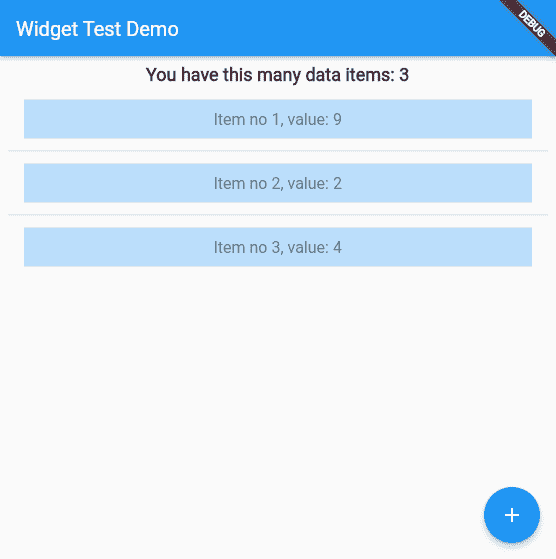 Widget Test Demo
DEBUG
You have this many data items: 3
Item no 1, value: 9
Item no 2, value: 2
Item no 3, value: 4
+